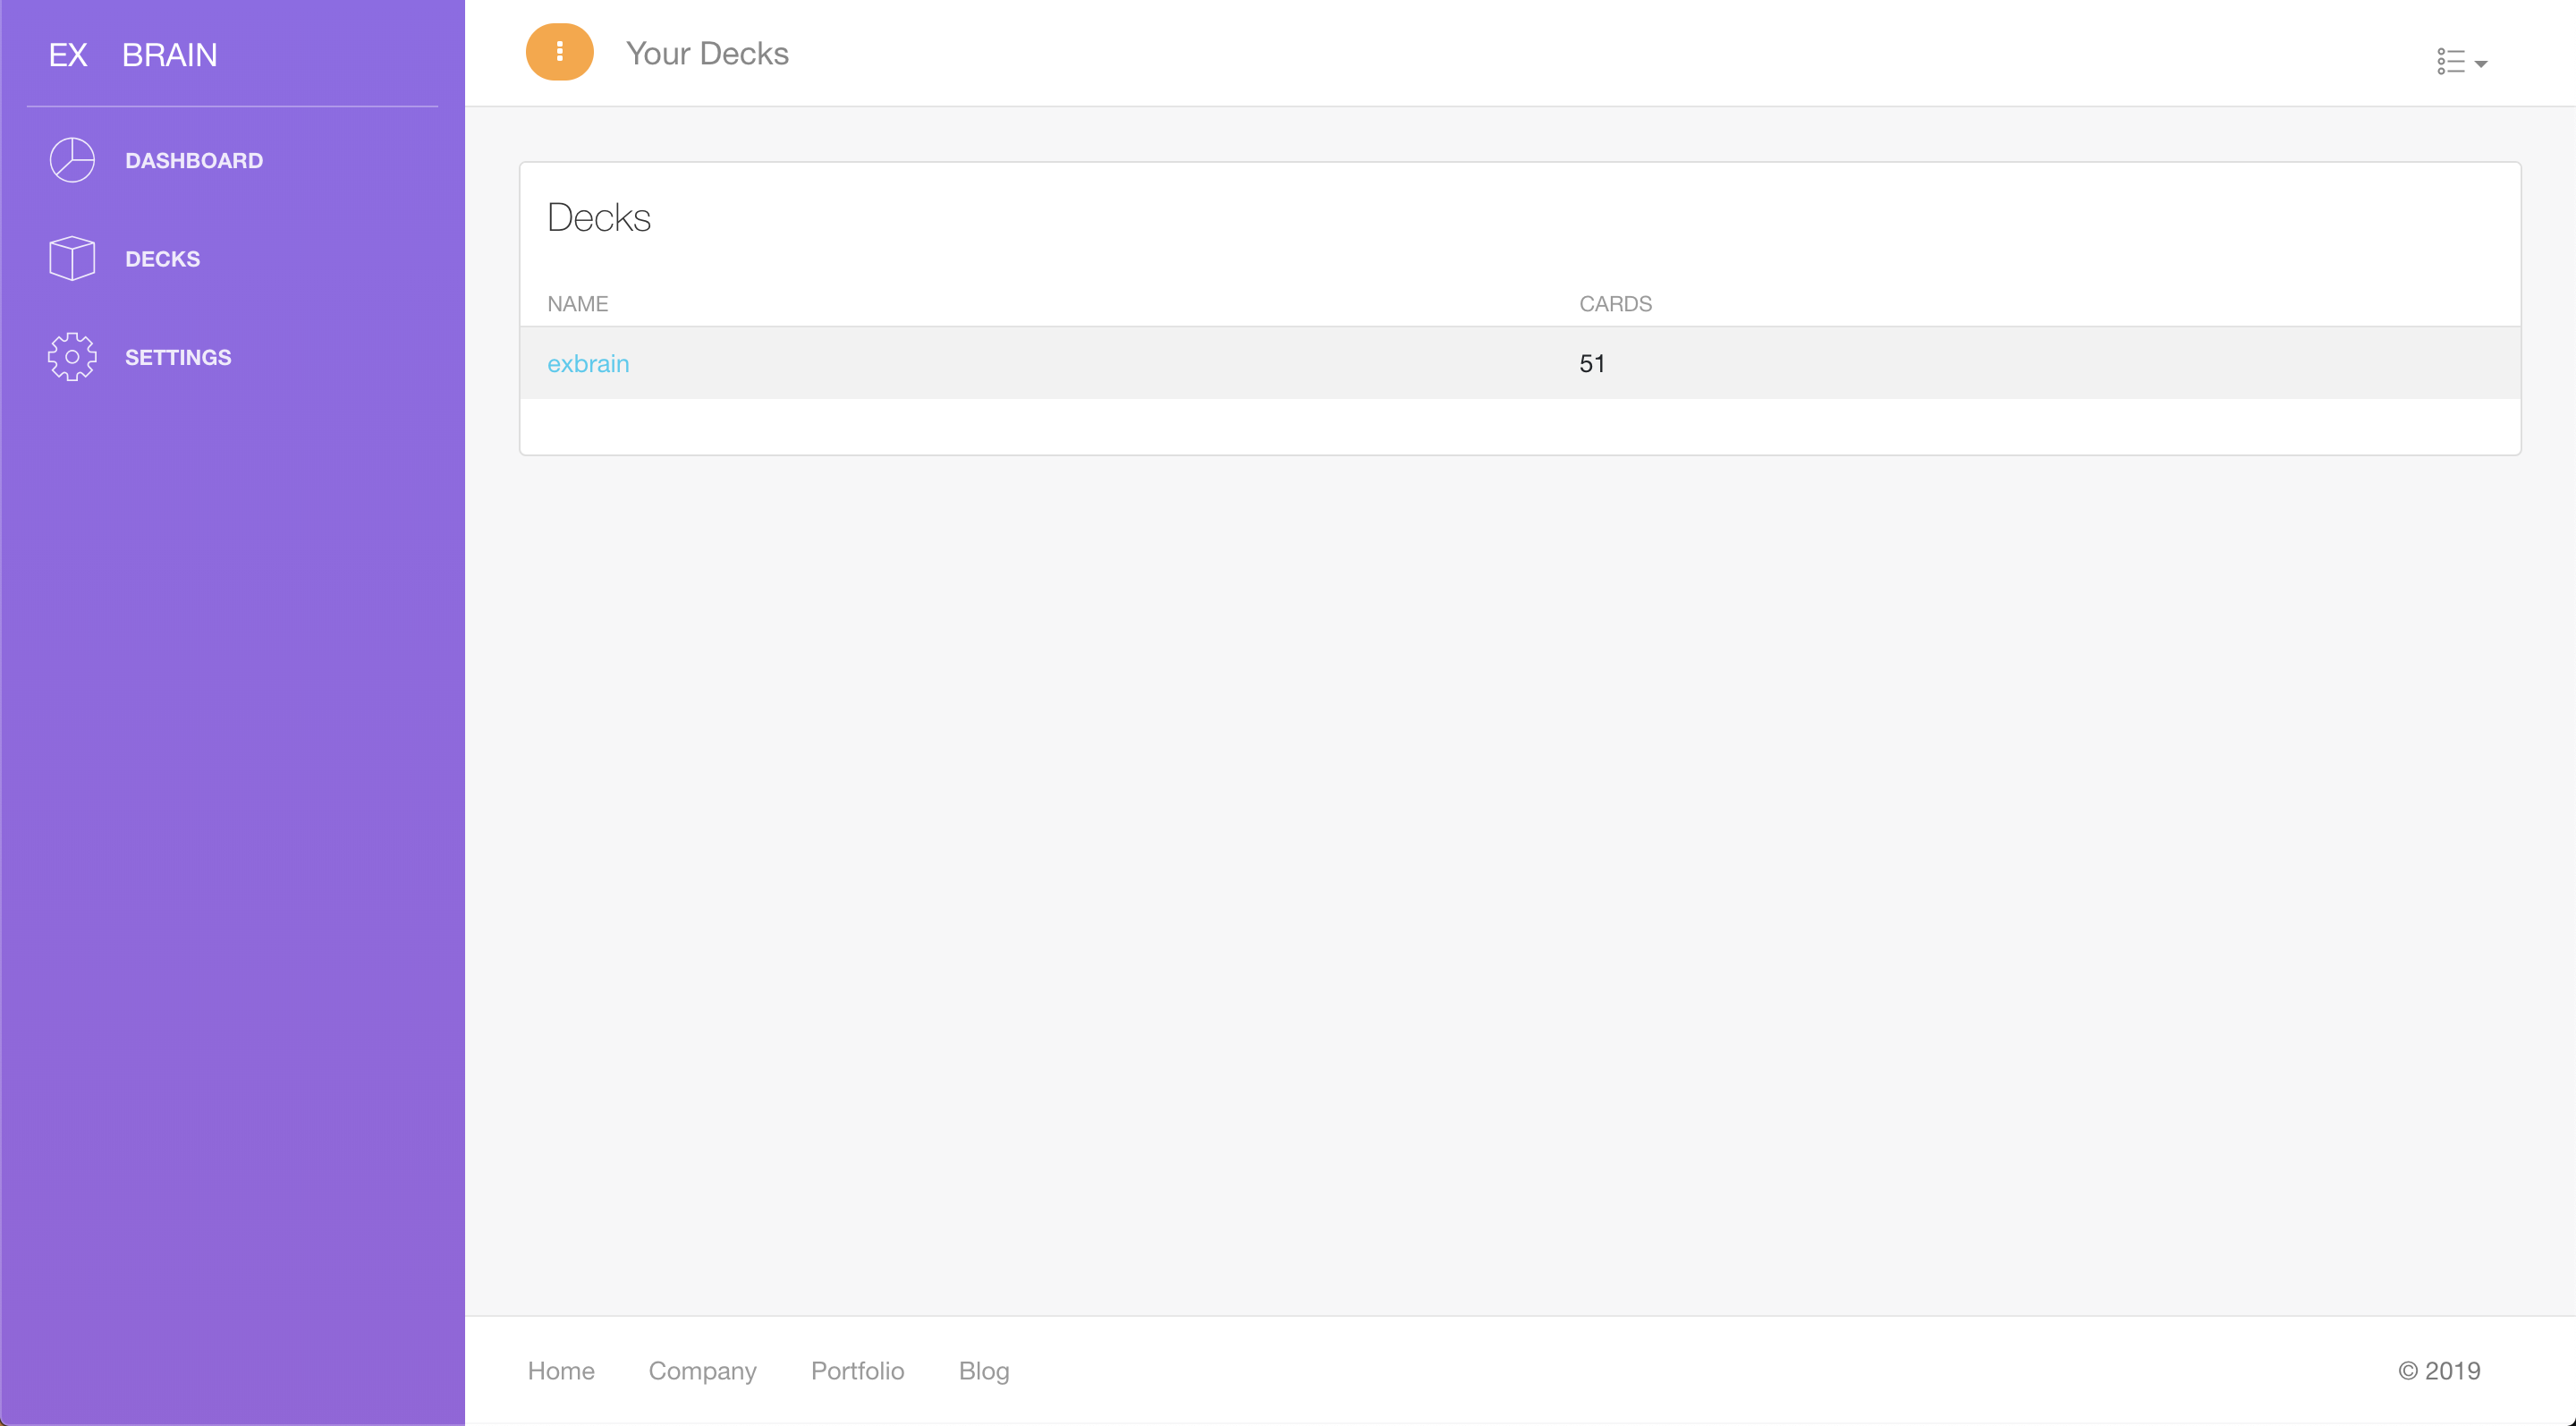 EX BRAIN
DASHBOARD
DECKS
SETTINGS
Your Decks
Decks
NAME CARDS
exbrain 51
Home Company Portfolio Blog © 2019